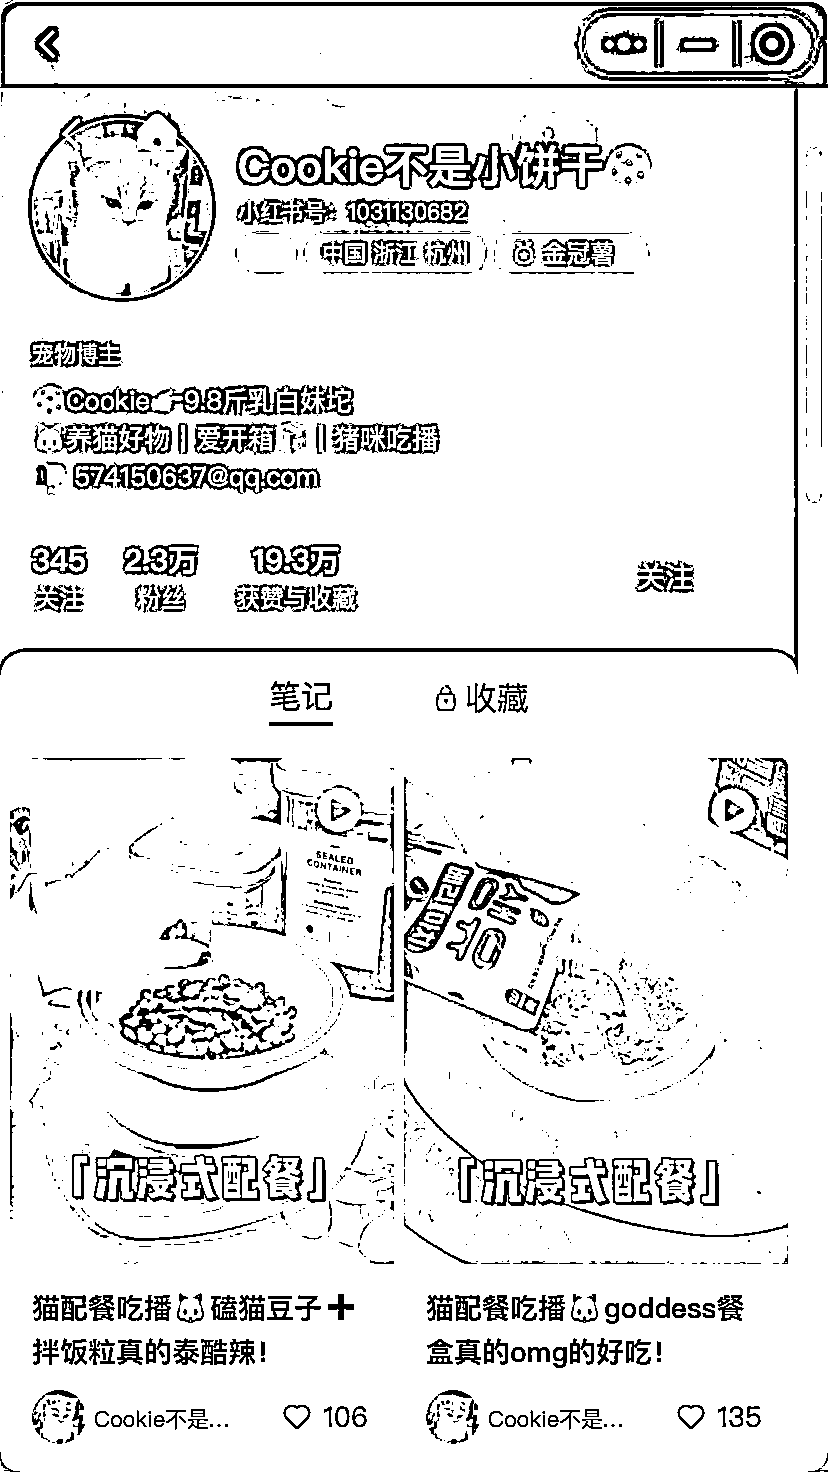 Cookie不是小饼干🍪
小红书号：1031130682
中国 浙江 杭州
金冠薯
宠物博主
🍪Cookie👉9.8斤乳白妹坨
🐱养猫好物 | 爱开箱 | 猪咪吃播
574150637@qq.com
345 2.3万 19.3万
关注 粉丝 获赞与收藏
关注
笔记 收藏
SEALED
CONTAINER
「沉浸式配餐」
「沉浸式配餐」
猫配餐吃播🐱磕猫豆子➕
拌饭粒真的泰酷辣！
Cookie不是... 106
猫配餐吃播🐱goddess餐
盒真的omg的好吃！
Cookie不是... 135